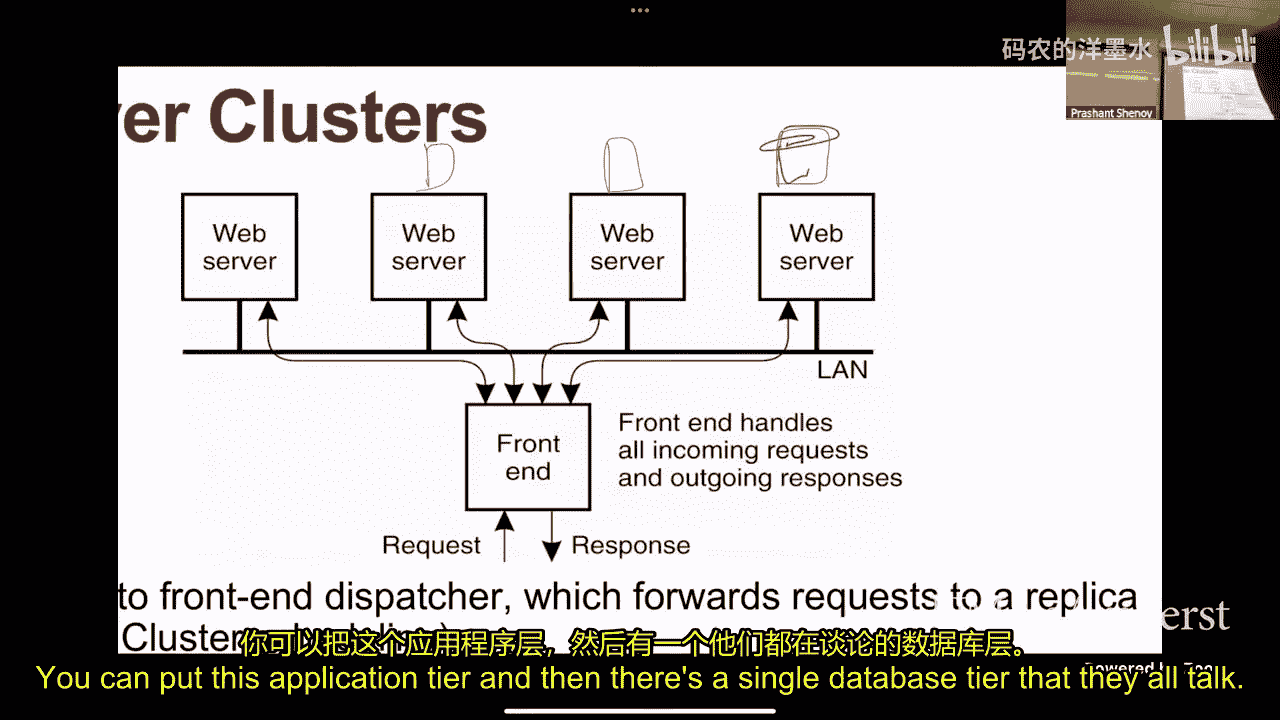 码农的洋墨水 bilibili
Prashant Shenoy
er Clusters
Web server
Web server
Web server
Web server
LAN
Front end
Front end handles
all incoming requests
and outgoing responses
Request
Response
to front-end dispatcher, which forwards requests to a replica
erst
你可以把这个应用程序层，然后有一个他们都在谈论的数据库层。
You can put this application tier and then there's a single database tier that they all talk.